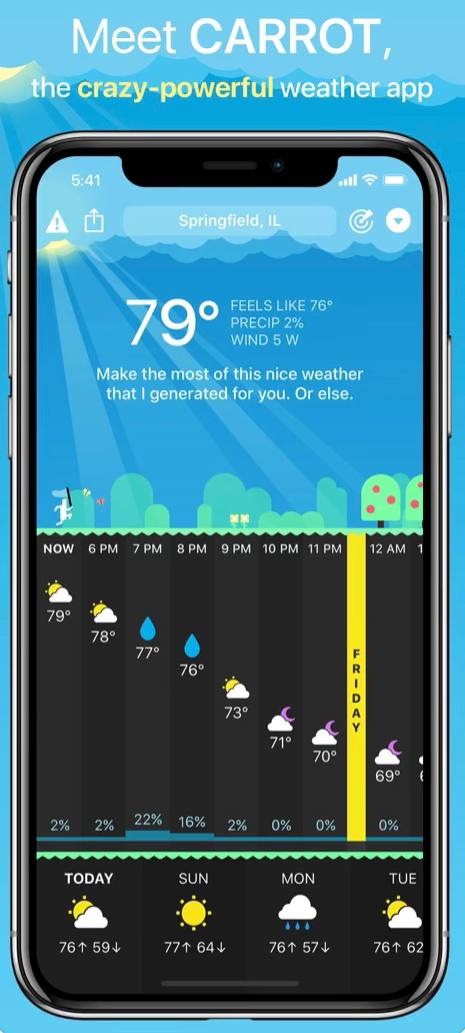 Meet CARROT,
the crazy-powerful weather app
5:41
Springfield, IL
79° FEELS LIKE 76°
PRECIP 2%
WIND 5 W
Make the most of this nice weather
that I generated for you. Or else.
NOW 6 PM 7 PM 8 PM 9 PM 10 PM 11 PM 12 AM 1
79°
78°
77°
76°
73°
71°
70°
69°
FRIDAY
2% 2% 22% 16% 2% 0% 0% 0%
TODAY SUN MON TUE
76↑ 59↓ 77↑ 64↓ 76↑ 57↓ 76↑ 62